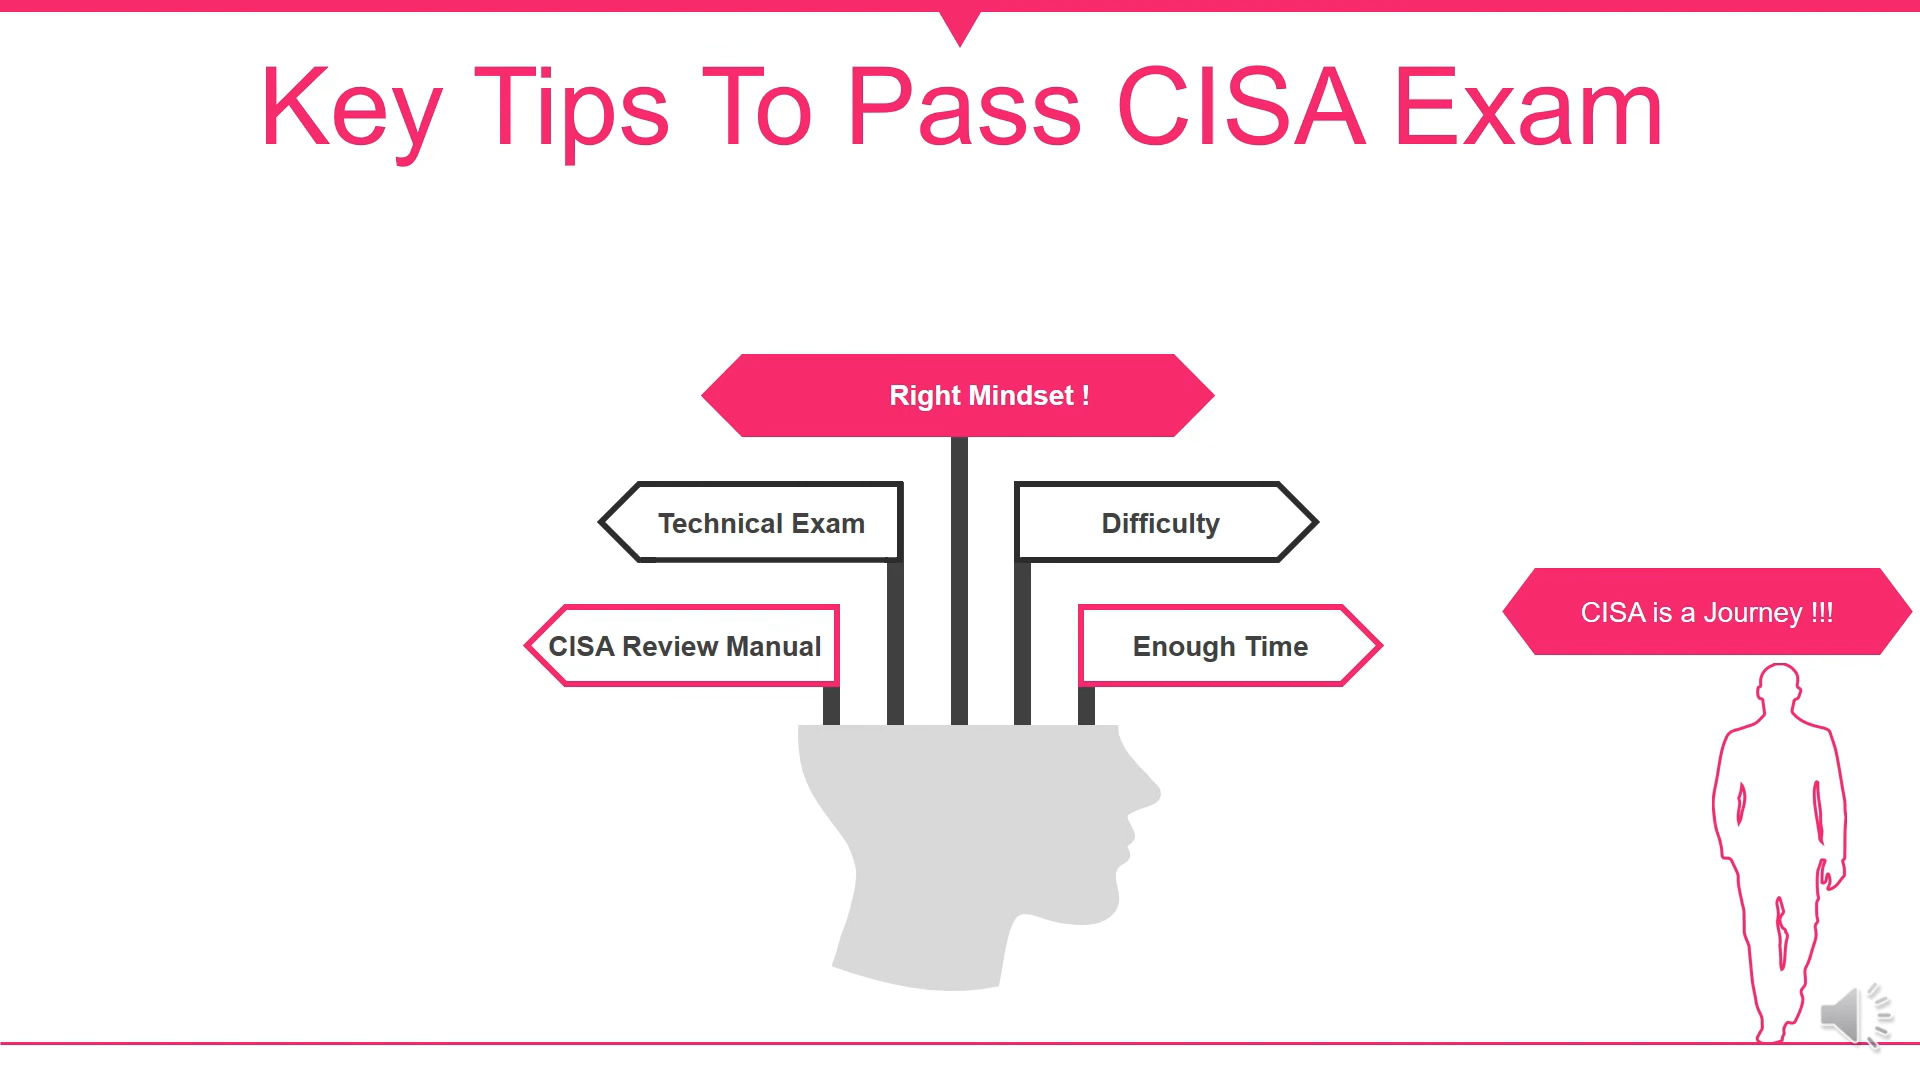 Key Tips To Pass CISA Exam
Right Mindset !
Technical Exam
Difficulty
CISA Review Manual
Enough Time
CISA is a Journey !!!